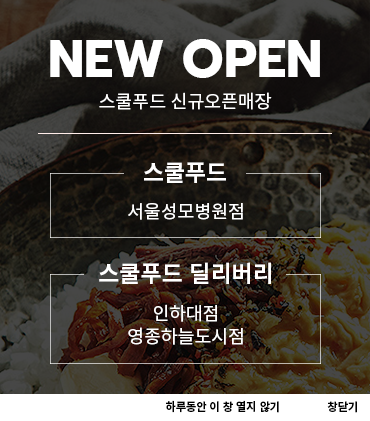 NEW OPEN
스쿨푸드 신규오픈매장
스쿨푸드
서울성모병원점
스쿨푸드 딜리버리
인하대점
영종하늘도시점
하루동안 이 창 열지 않기
창닫기